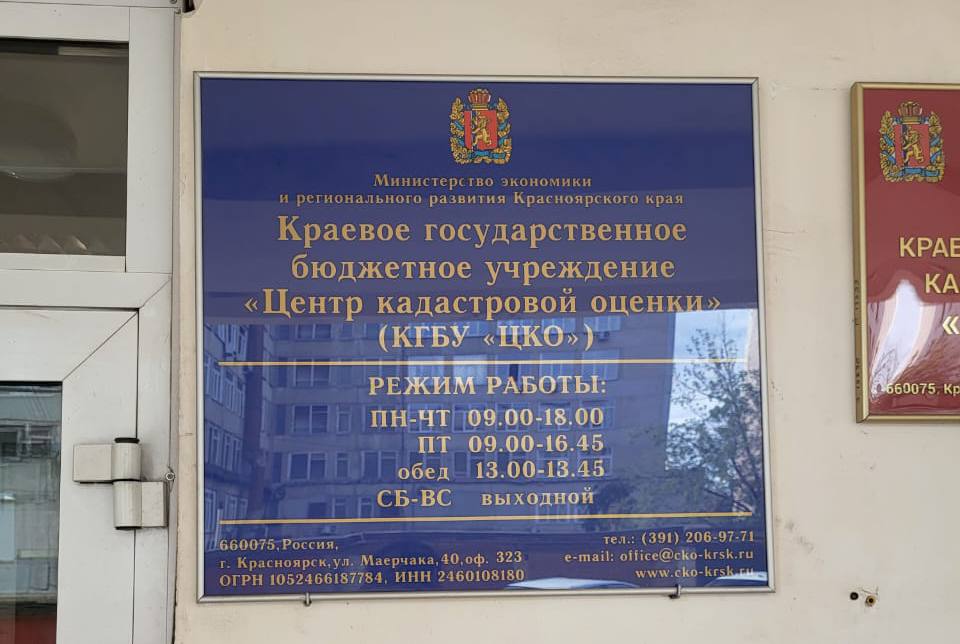 Министерство экономики
и регионального развития Красноярского края
Краевое государственное
бюджетное учреждение
«Центр кадастровой оценки»
(КГБУ «ЦКО»)
РЕЖИМ РАБОТЫ:
ПН-ЧТ 09.00-18.00
ПТ 09.00-16.45
обед 13.00-13.45
СБ-ВС выходной
660075,Россия,
г. Красноярск,ул. Маерчака,40,оф. 323
ОГРН 1052466187784, ИНН 2460108180
тел.: (391) 206-97-71
e-mail: office@cko-krsk.ru
www.cko-krsk.ru
660075, Кр